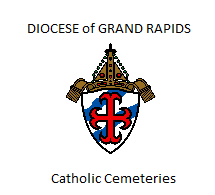 DIOCESE of GRAND RAPIDS
Catholic Cemeteries